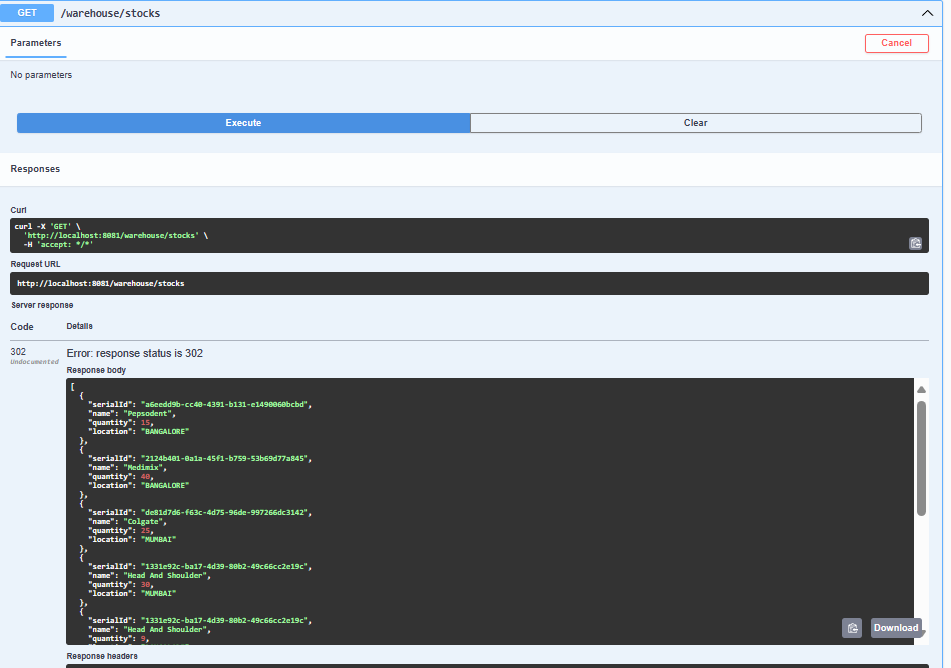 GET /warehouse/stocks
Parameters
Cancel
No parameters
Execute
Clear
Responses
Curl
curl -X 'GET' \
'http://localhost:8081/warehouse/stocks' \
-H 'accept: */*'
Request URL
http://localhost:8081/warehouse/stocks
Server response
Code Details
302
Undocumented
Error: response status is 302
Response body
[
{
"serialId": "a6eedd9b-cc40-4391-b131-e1490060bcbd",
"name": "Pepsodent",
"quantity": 15,
"location": "BANGALORE"
},
{
"serialId": "2124b401-0a1a-45f1-b759-53b69d77a845",
"name": "Medimix",
"quantity": 40,
"location": "BANGALORE"
},
{
"serialId": "de81d7d6-f63c-4d75-96de-997266dc3142",
"name": "Colgate",
"quantity": 25,
"location": "MUMBAI"
},
{
"serialId": "1331e92c-ba17-4d39-80b2-49c66cc2e19c",
"name": "Head And Shoulder",
"quantity": 30,
"location": "MUMBAI"
},
{
"serialId": "1331e92c-ba17-4d39-80b2-49c66cc2e19c",
"name": "Head And Shoulder",
"quantity": 9,
Download
Response headers